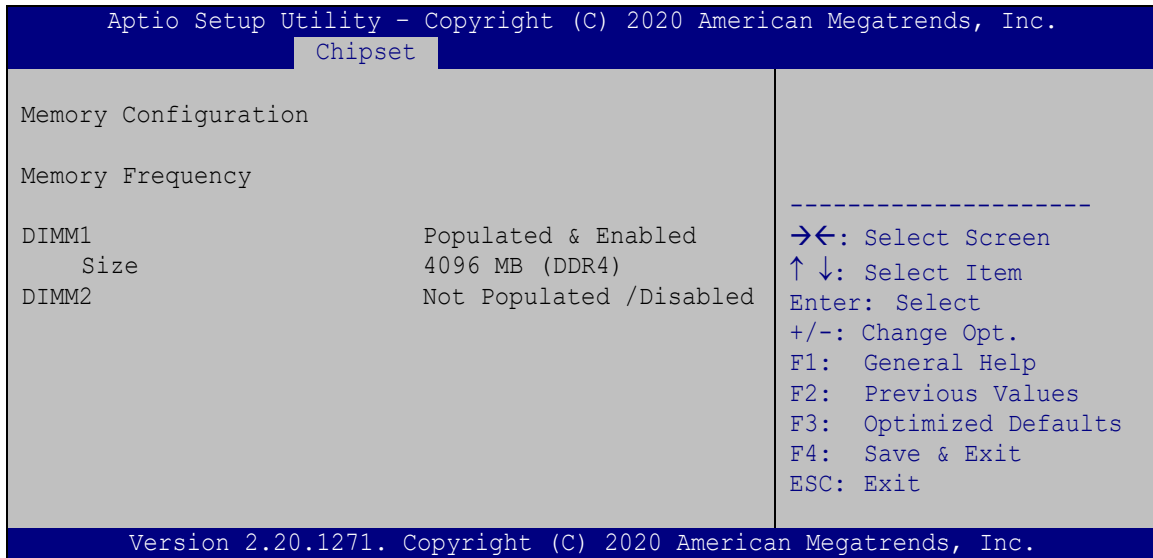 Aptio Setup Utility – Copyright (C) 2020 American Megatrends, Inc.
Chipset
Memory Configuration
Memory Frequency
DIMM1 Populated & Enabled
Size 4096 MB (DDR4)
DIMM2 Not Populated /Disabled
---------------------
→←: Select Screen
↑ ↓: Select Item
Enter: Select
+/-: Change Opt.
F1: General Help
F2: Previous Values
F3: Optimized Defaults
F4: Save & Exit
ESC: Exit
Version 2.20.1271. Copyright (C) 2020 American Megatrends, Inc.